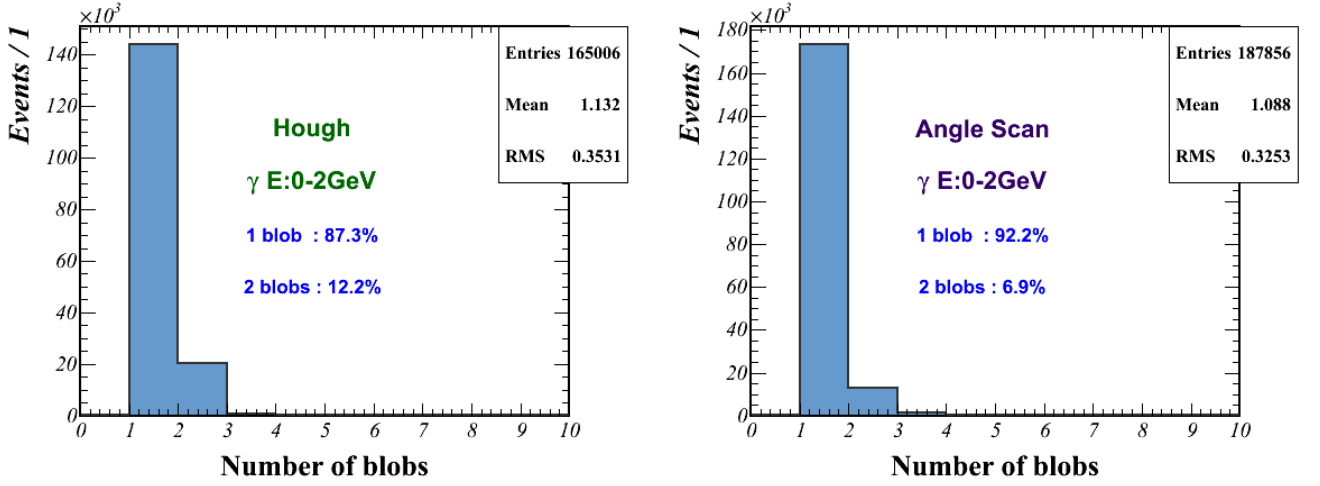 ×10³
Events / 1
140
120
100
80
60
40
20
0
0 1 2 3 4 5 6 7 8 9 10
Number of blobs
Entries 165006
Mean 1.132
RMS 0.3531
Hough
γ E:0-2GeV
1 blob : 87.3%
2 blobs : 12.2%
×10³
Events / 1
180
160
140
120
100
80
60
40
20
0
0 1 2 3 4 5 6 7 8 9 10
Number of blobs
Entries 187856
Mean 1.088
RMS 0.3253
Angle Scan
γ E:0-2GeV
1 blob : 92.2%
2 blobs : 6.9%